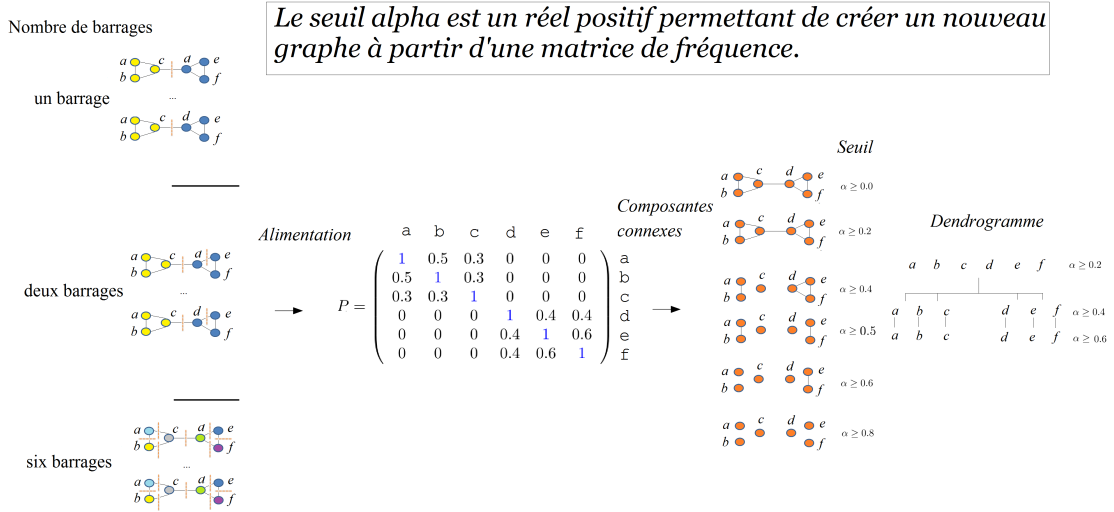 Le seuil alpha est un réel positif permettant de créer un nouveau
graphe à partir d'une matrice de fréquence.
Nombre de barrages
a c d e
b f
un barrage
...
a c d e
b f
a c d e
b f
deux barrages
...
a c d e
b f
a c d e
b f
six barrages
...
a c d e
b f
Alimentation
a b c d e f
P =
1 0.5 0.3 0 0 0 a
0.5 1 0.3 0 0 0 b
0.3 0.3 1 0 0 0 c
0 0 0 1 0.4 0.4 d
0 0 0 0.4 1 0.6 e
0 0 0 0.4 0.6 1 f
Composantes
connexes
Seuil
a c d e
b f α ≥ 0.0
a c d e
b f α ≥ 0.2
a c d e
b f α ≥ 0.4
a c d e
b f α ≥ 0.5
a c d e
b f α ≥ 0.6
a c d e
b f α ≥ 0.8
Dendrogramme
a b c d e f α ≥ 0.2
a b c d e f α ≥ 0.4
a b c d e f α ≥ 0.6